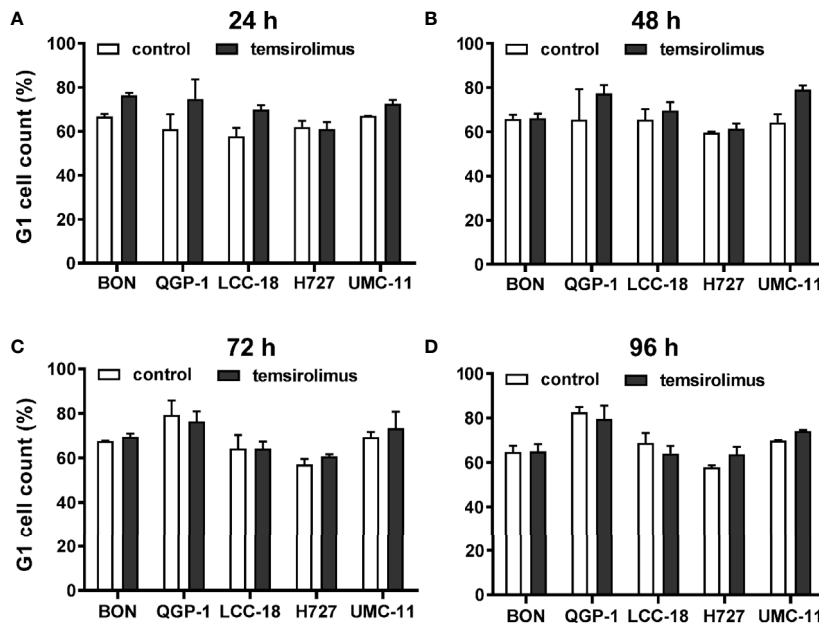 A
24 h
control
temsirolimus
G1 cell count (%)
100
80
60
40
20
0
BON
QGP-1
LCC-18
H727
UMC-11
B
48 h
control
temsirolimus
100
80
60
40
20
0
BON
QGP-1
LCC-18
H727
UMC-11
C
72 h
control
temsirolimus
G1 cell count (%)
100
80
60
40
20
0
BON
QGP-1
LCC-18
H727
UMC-11
D
96 h
control
temsirolimus
100
80
60
40
20
0
BON
QGP-1
LCC-18
H727
UMC-11